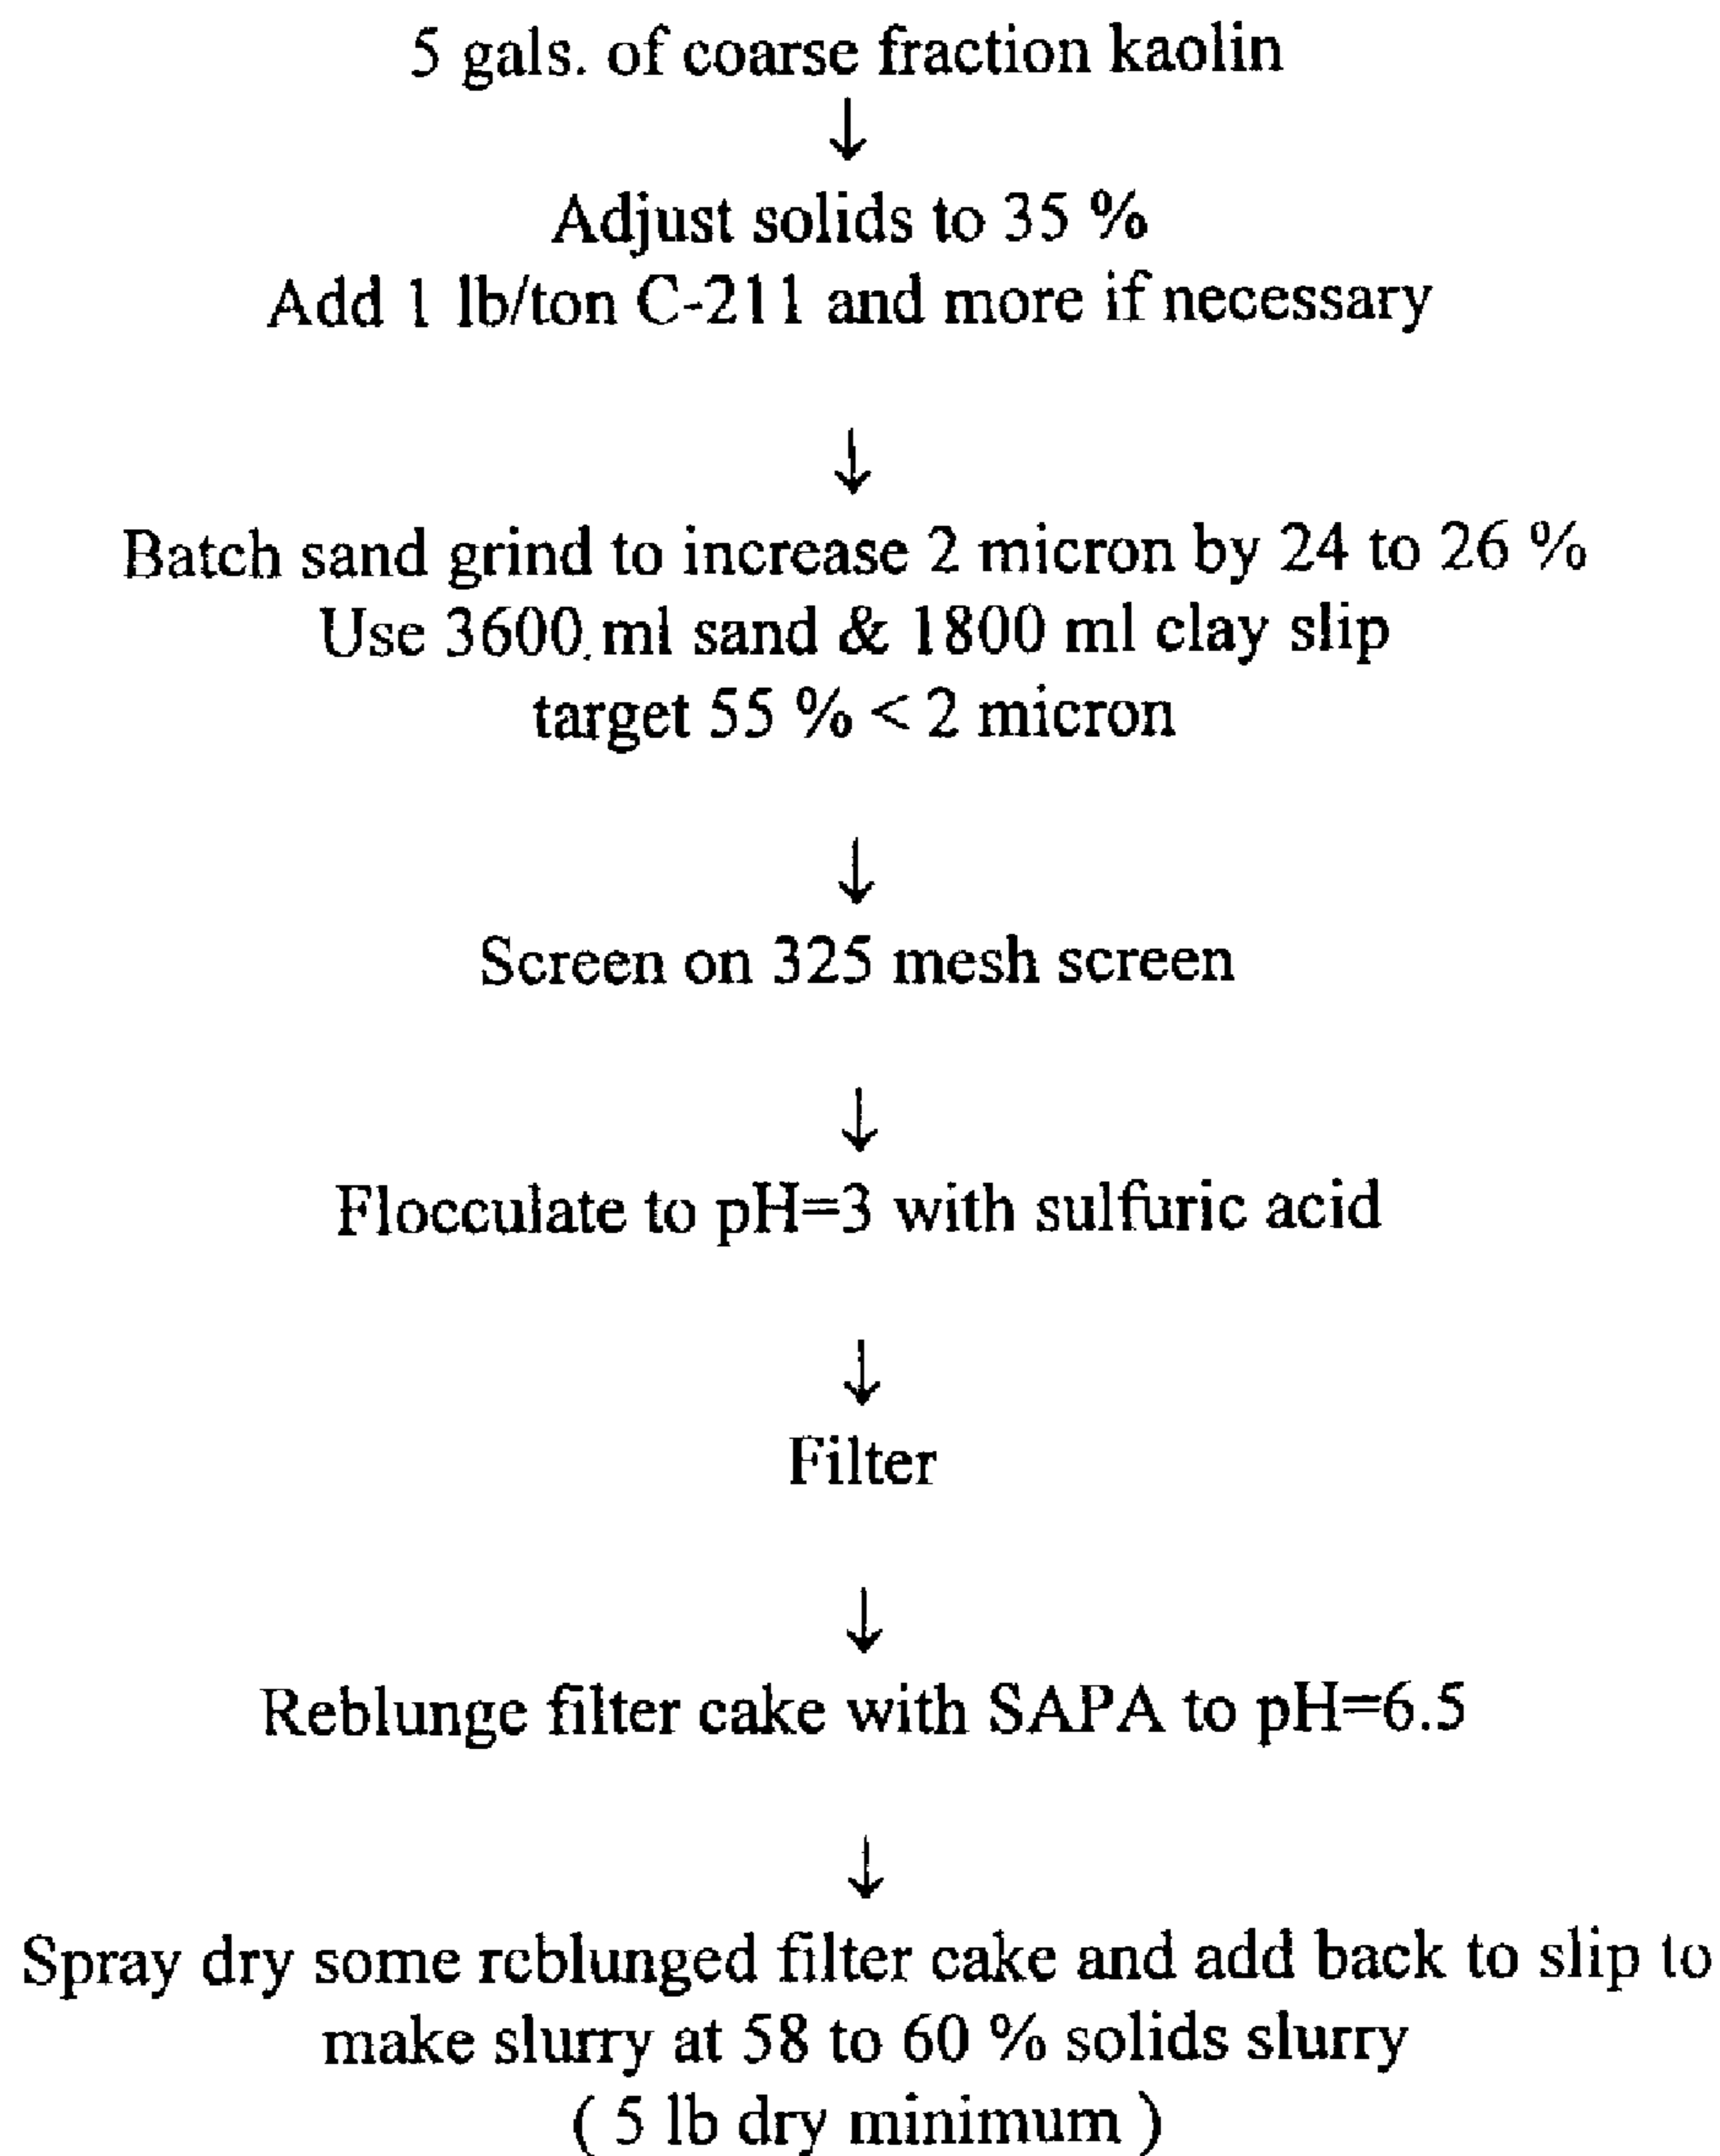 5 gals. of coarse fraction kaolin
↓
Adjust solids to 35 %
Add 1 lb/ton C-211 and more if necessary
↓
Batch sand grind to increase 2 micron by 24 to 26 %
Use 3600 ml sand & 1800 ml clay slip
target 55 % < 2 micron
↓
Screen on 325 mesh screen
↓
Flocculate to pH=3 with sulfuric acid
↓
Filter
↓
Reblunge filter cake with SAPA to pH=6.5
↓
Spray dry some reblunged filter cake and add back to slip to
make slurry at 58 to 60 % solids slurry
( 5 lb dry minimum )